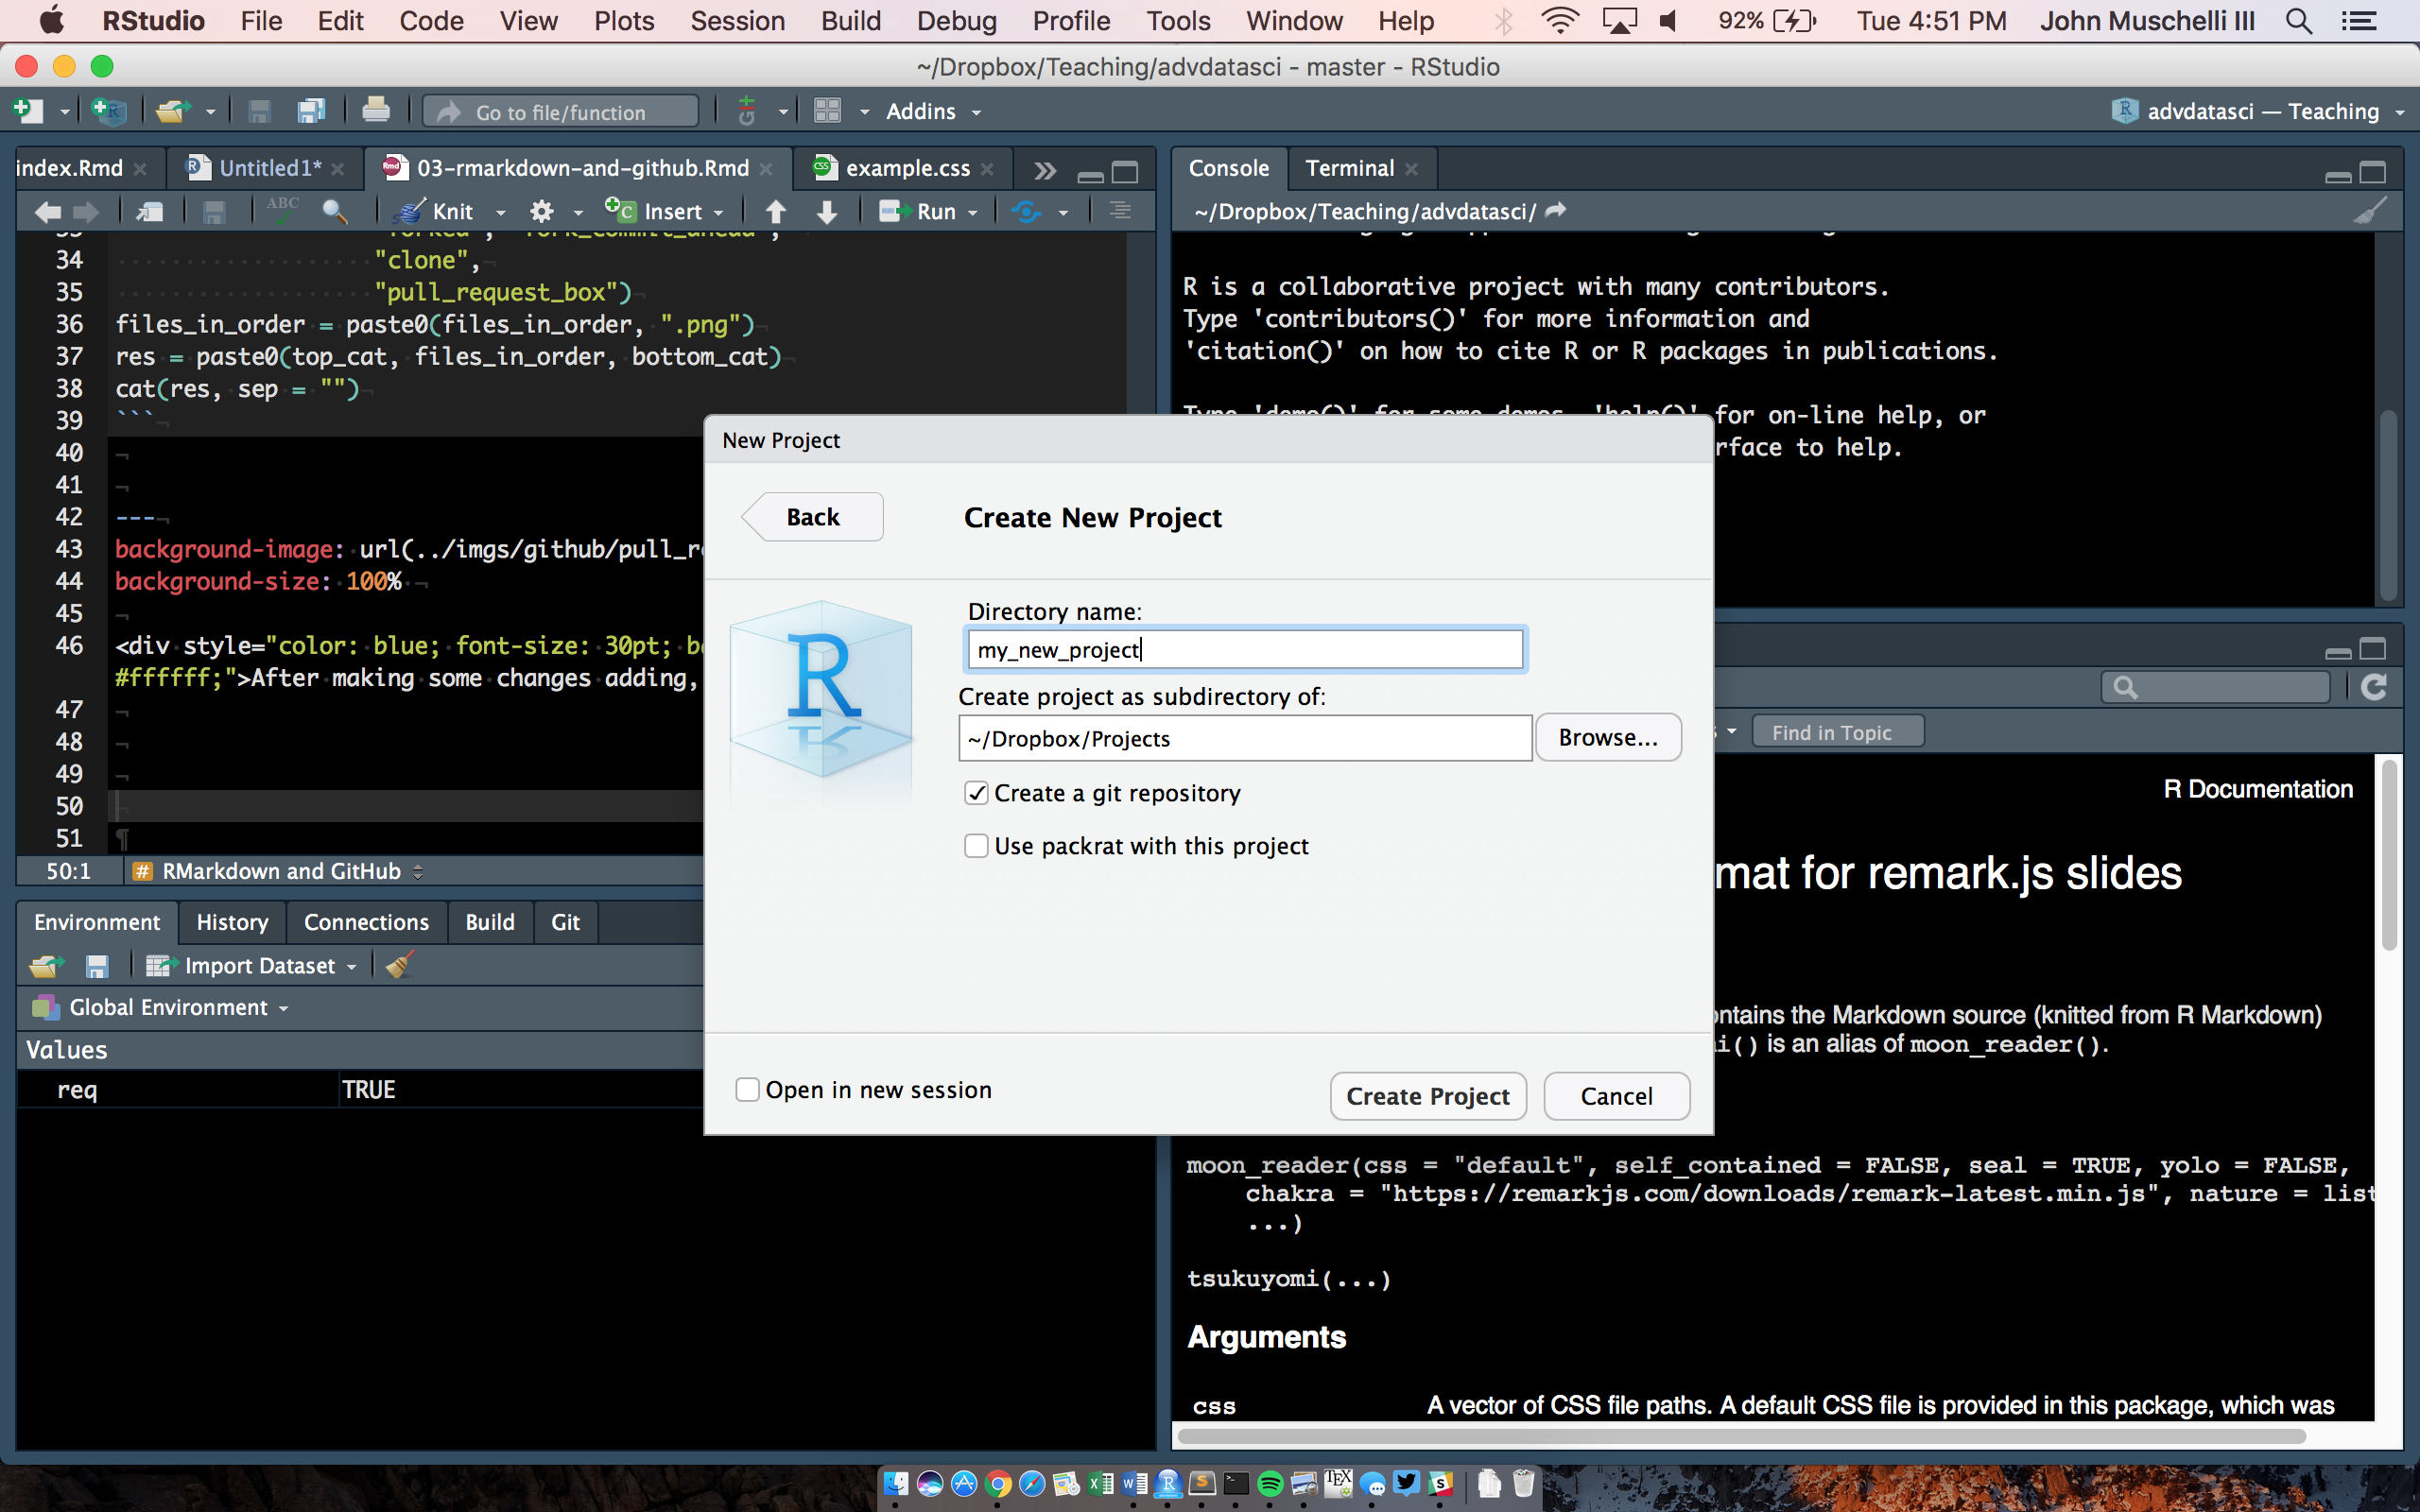 RStudio File Edit Code View Plots Session Build Debug Profile Tools Window Help 92% Tue 4:51 PM John Muschelli III
~/Dropbox/Teaching/advdatasci - master - RStudio
Go to file/function Addins advdatasci — Teaching
index.Rmd Untitled1* 03-rmarkdown-and-github.Rmd example.css
ABC Knit Insert Run
34 "clone",
35 "pull_request_box")
36 files_in_order = paste0(files_in_order, ".png")
37 res = paste0(top_cat, files_in_order, bottom_cat)
38 cat(res, sep = "")
39 ```
40
41
42 ---
43 background-image: url(../imgs/github/pull_r
44 background-size: 100%
45
46 <div style="color: blue; font-size: 30pt;
#ffffff;">After making some changes adding,
47
48
49
50
51
50:1 # RMarkdown and GitHub
Environment History Connections Build Git
Import Dataset
Global Environment
Values
req TRUE
Console Terminal
~/Dropbox/Teaching/advdatasci/
R is a collaborative project with many contributors.
Type 'contributors()' for more information and
'citation()' on how to cite R or R packages in publications.
Type 'demo()' for some demos, 'help()' for on-line help, or
rface to help.
New Project
Back
Create New Project
Directory name:
my_new_project
Create project as subdirectory of:
~/Dropbox/Projects
Browse...
Create a git repository
Use packrat with this project
Open in new session
Create Project
Cancel
Find in Topic
R Documentation
mat for remark.js slides
ontains the Markdown source (knitted from R Markdown)
i() is an alias of moon_reader().
moon_reader(css = "default", self_contained = FALSE, seal = TRUE, yolo = FALSE,
chakra = "https://remarkjs.com/downloads/remark-latest.min.js", nature = list
...)
tsukuyomi(...)
Arguments
css A vector of CSS file paths. A default CSS file is provided in this package, which was